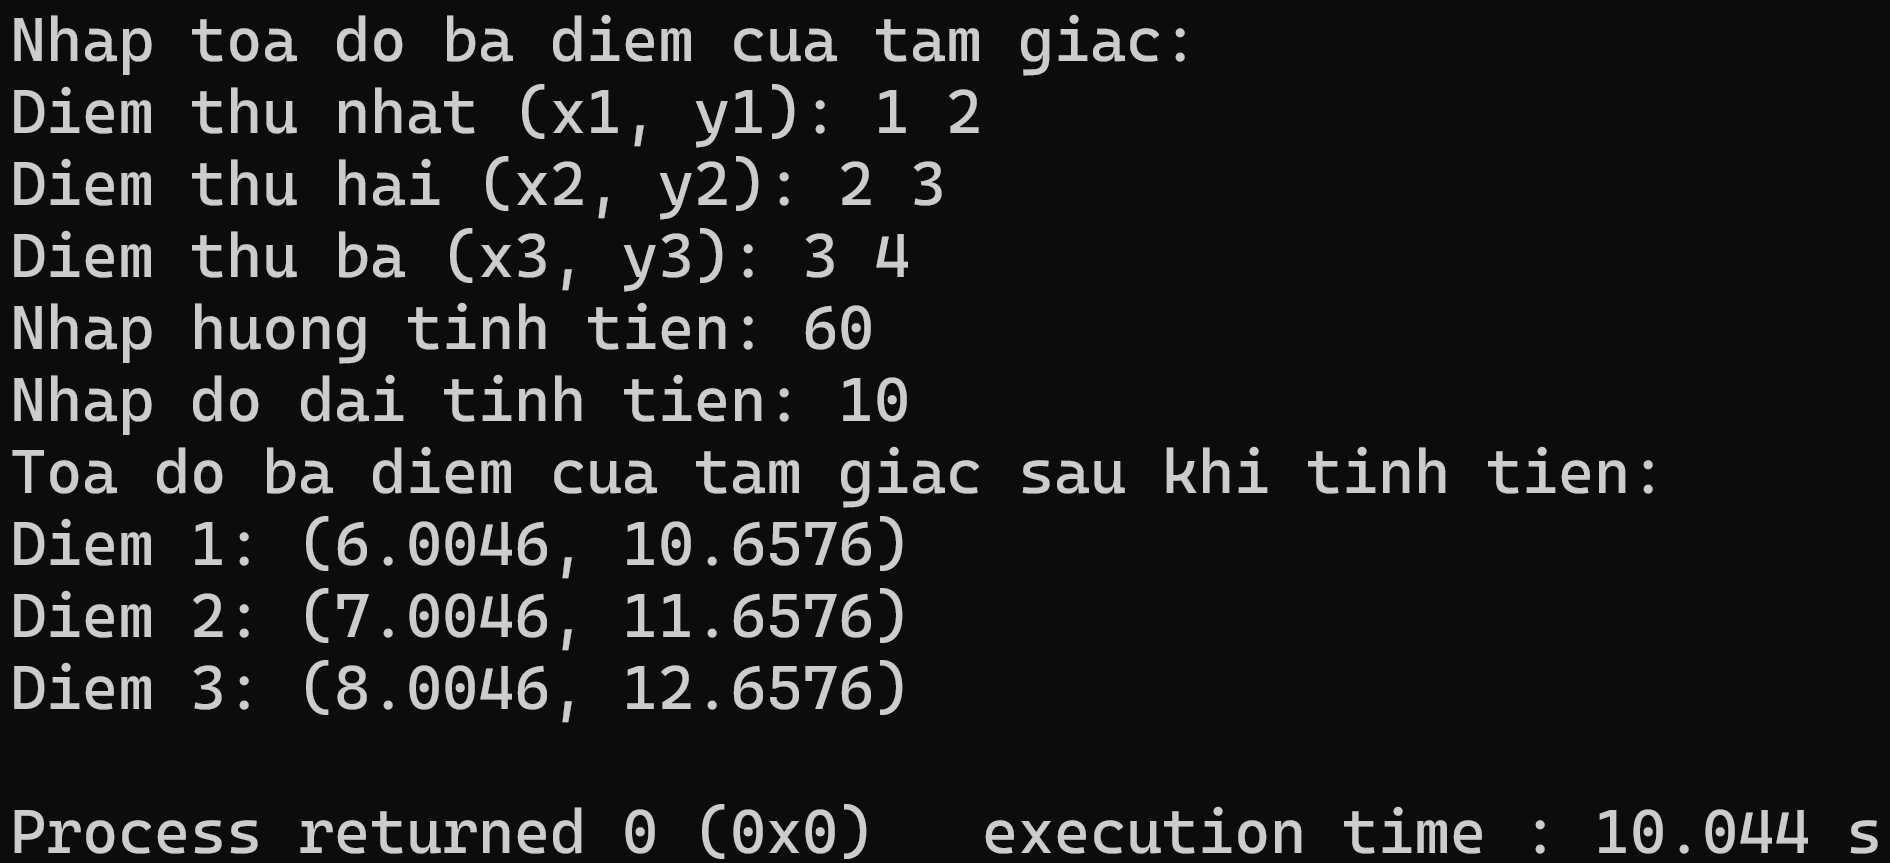 Nhap toa do ba diem cua tam giac:
Diem thu nhat (x1, y1): 1 2
Diem thu hai (x2, y2): 2 3
Diem thu ba (x3, y3): 3 4
Nhap huong tinh tien: 60
Nhap do dai tinh tien: 10
Toa do ba diem cua tam giac sau khi tinh tien:
Diem 1: (6.0046, 10.6576)
Diem 2: (7.0046, 11.6576)
Diem 3: (8.0046, 12.6576)
Process returned 0 (0x0)   execution time : 10.044 s